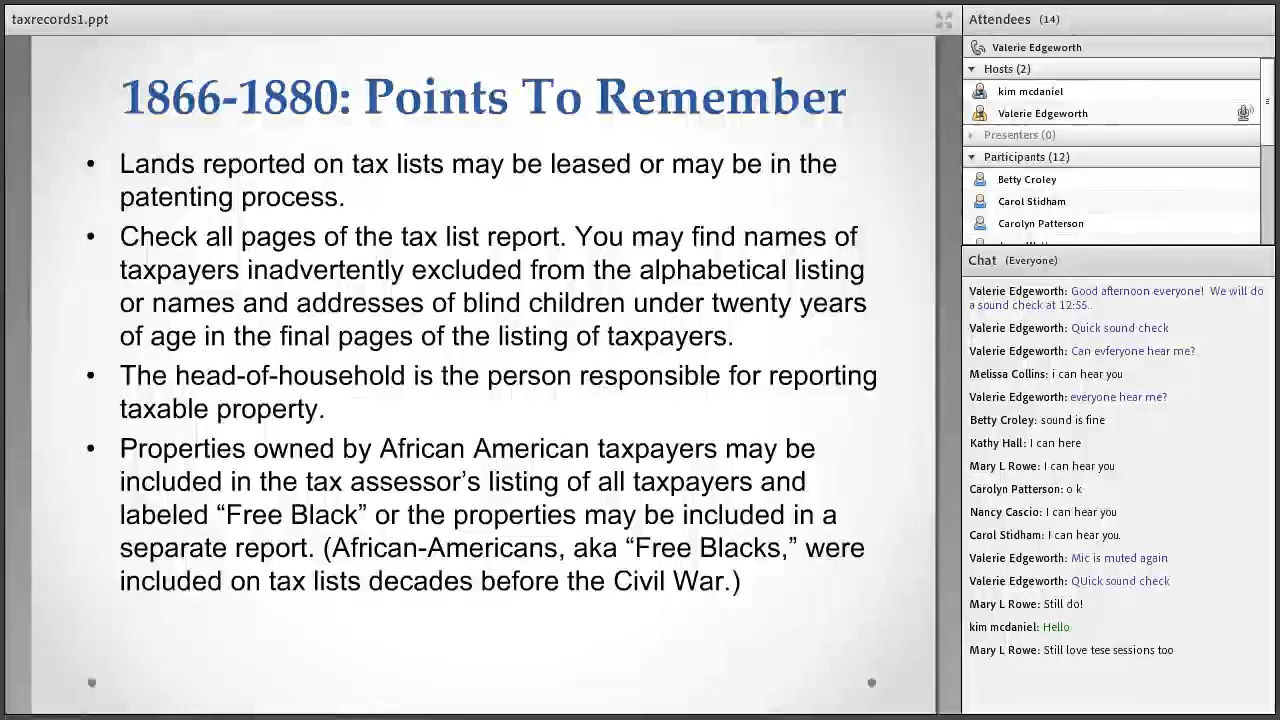 taxrecords1.ppt
1866-1880: Points To Remember
• Lands reported on tax lists may be leased or may be in the
patenting process.
• Check all pages of the tax list report. You may find names of
taxpayers inadvertently excluded from the alphabetical listing
or names and addresses of blind children under twenty years
of age in the final pages of the listing of taxpayers.
• The head-of-household is the person responsible for reporting
taxable property.
• Properties owned by African American taxpayers may be
included in the tax assessor’s listing of all taxpayers and
labeled “Free Black” or the properties may be included in a
separate report. (African-Americans, aka “Free Blacks,” were
included on tax lists decades before the Civil War.)
Attendees (14)
Valerie Edgeworth
Hosts (2)
kim mcdaniel
Valerie Edgeworth
Presenters (0)
Participants (12)
Betty Croley
Carol Stidham
Carolyn Patterson
Chat (Everyone)
Valerie Edgeworth: Good afternoon everyone! We will do
a sound check at 12:55..
Valerie Edgeworth: Quick sound check
Valerie Edgeworth: Can evferyone hear me?
Melissa Collins: i can hear you
Valerie Edgeworth: everyone hear me?
Betty Croley: sound is fine
Kathy Hall: I can here
Mary L Rowe: I can hear you
Carolyn Patterson: o k
Nancy Cascio: I can hear you
Carol Stidham: I can hear you.
Valerie Edgeworth: Mic is muted again
Valerie Edgeworth: QUick sound check
Mary L Rowe: Still do!
kim mcdaniel: Hello
Mary L Rowe: Still love tese sessions too